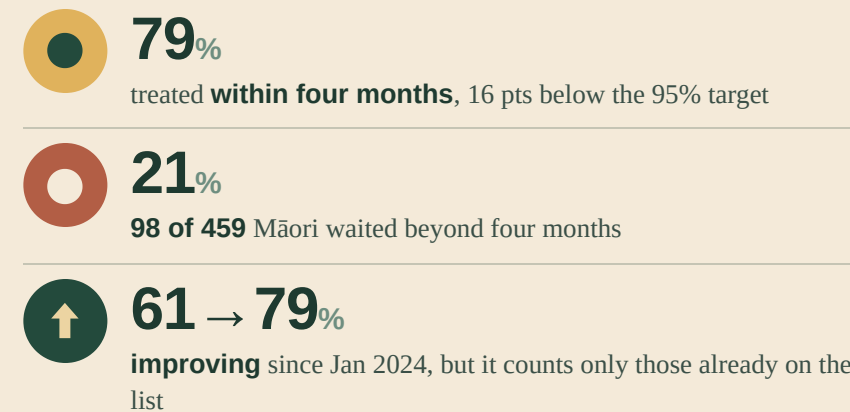 79%
treated within four months, 16 pts below the 95% target
21%
98 of 459 Māori waited beyond four months
61→79%
improving since Jan 2024, but it counts only those already on the
list